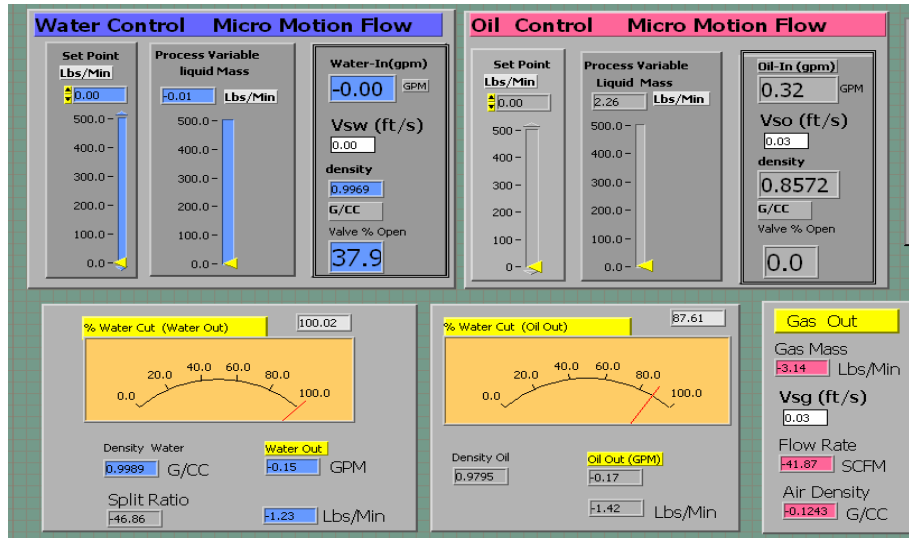 Water Control Micro Motion Flow
Set Point
Lbs/Min
0.00
500.0
400.0
300.0
200.0
100.0
0.0
Process Variable
liquid Mass
-0.01 Lbs/Min
500.0
400.0
300.0
200.0
100.0
0.0
Water-In(gpm)
-0.00 GPM
Vsw (ft/s)
0.00
density
0.9969
G/CC
Valve % Open
37.9
Oil Control Micro Motion Flow
Set Point
Lbs/Min
0.00
500
400
300
200
100
0
Process Variable
Liquid Mass
2.26 Lbs/Min
500.0
400.0
300.0
200.0
100.0
0.0
Oil-In (gpm)
0.32 GPM
Vso (ft/s)
0.03
density
0.8572
G/CC
Valve % Open
0.0
% Water Cut (Water Out) 100.02
0.0 20.0 40.0 60.0 80.0 100.0
Density Water
0.9989 G/CC
Water Out
-0.15 GPM
Split Ratio
-46.86
-1.23 Lbs/Min
% Water Cut (Oil Out) 87.61
0.0 20.0 40.0 60.0 80.0 100.0
Density Oil
0.9795
Oil Out (GPM)
-0.17
-1.42 Lbs/Min
Gas Out
Gas Mass
-3.14 Lbs/Min
Vsg (ft/s)
0.03
Flow Rate
-41.87 SCFM
Air Density
-0.1243 G/CC